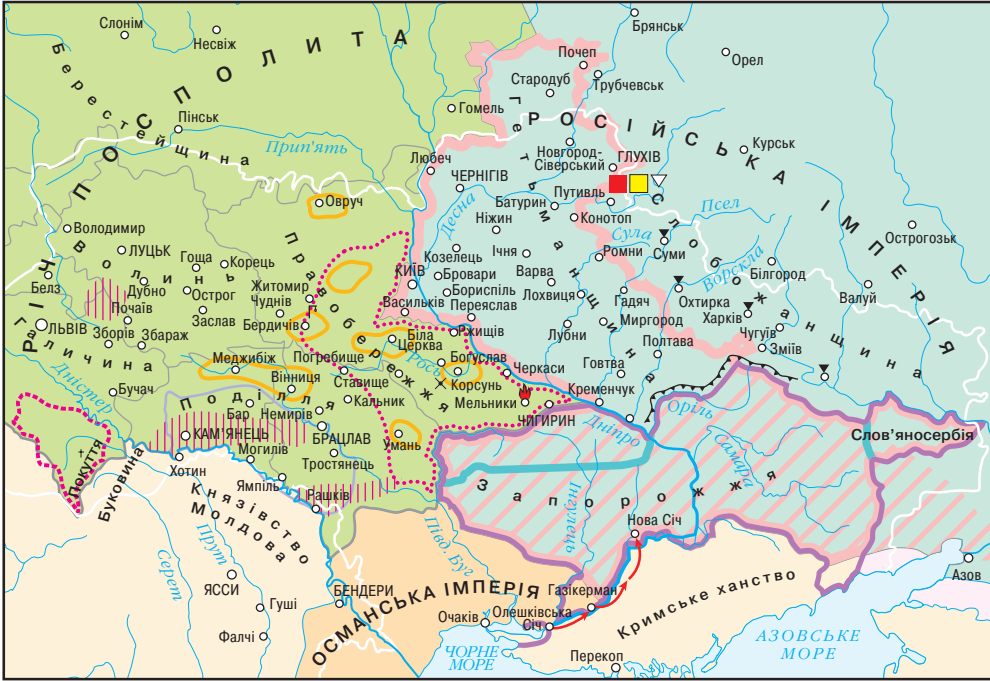 Слонім
Несвіж
Брянськ
Берестейщина
РІЧ ПОСПОЛИТА
Почеп
Орел
Стародуб
Трубчевськ
Гомель
Пінськ
Гетьманщина
РОСІЙСЬКА ІМПЕРІЯ
Прип'ять
Любеч
Новгород-
Сіверський
ГЛУХІВ
Курськ
ЧЕРНІГІВ
Десна
Путивль
Батурин
Слобожанщина
Овруч
Ніжин
Конотоп
Псел
Сула
Володимир
Правобережжя
Волинь
ЛУЦЬК
Гоща
Корець
Козелець
Ічня
Ромни
Суми
Ворскла
Острогозьк
Белз
Дубно
Острог
Житомир
КИЇВ
Бровари
Варва
Білгород
Почаїв
Заслав
Чуднів
Васильків
Бориспіль
Переяслав
Лохвиця
Гадяч
Охтирка
Валуй
ЛЬВІВ
Зборів
Збараж
Бердичів
Біла
Церква
Ржищів
Миргород
Харків
Галичина
Лубни
Чугуїв
Меджибіж
Погребище
Рось
Богуслав
Полтава
Зміїв
Дністер
Вінниця
Ставище
Корсунь
Черкаси
Говтва
Бучач
Поділля
Кальник
Мельники
Кременчук
Бар
Немирів
ЧИГИРИН
Оріль
КАМ'ЯНЕЦЬ
БРАЦЛАВ
Умань
Дніпро
Слов'яносербія
Покуття
Могилів
Тростянець
Самара
Буковина
Хотин
Ямпіль
Рашків
Запорожжя
Інгулець
Князівство
Молдова
Нова Січ
Прут
Півд. Буг
Серет
ЯССИ
БЕНДЕРИ
ОСМАНСЬКА ІМПЕРІЯ
Газікерман
Азов
Гуші
Очаків
Олешківська
Січ
Кримське ханство
Фалчі
ЧОРНЕ
МОРЕ
Перекоп
АЗОВСЬКЕ
МОРЕ